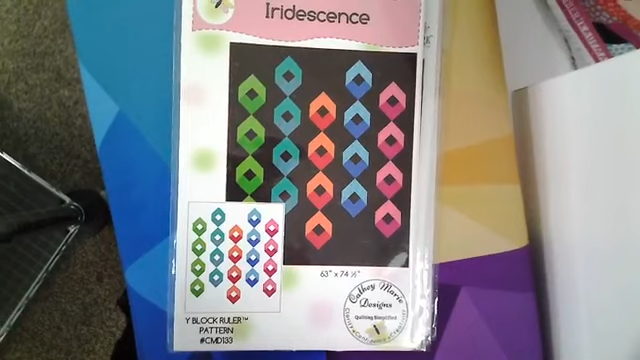 Iridescence
63" x 74 ½"
Cathey Marie
Designs
Quilting Simplified
Y BLOCK RULER™
PATTERN
#CMD133